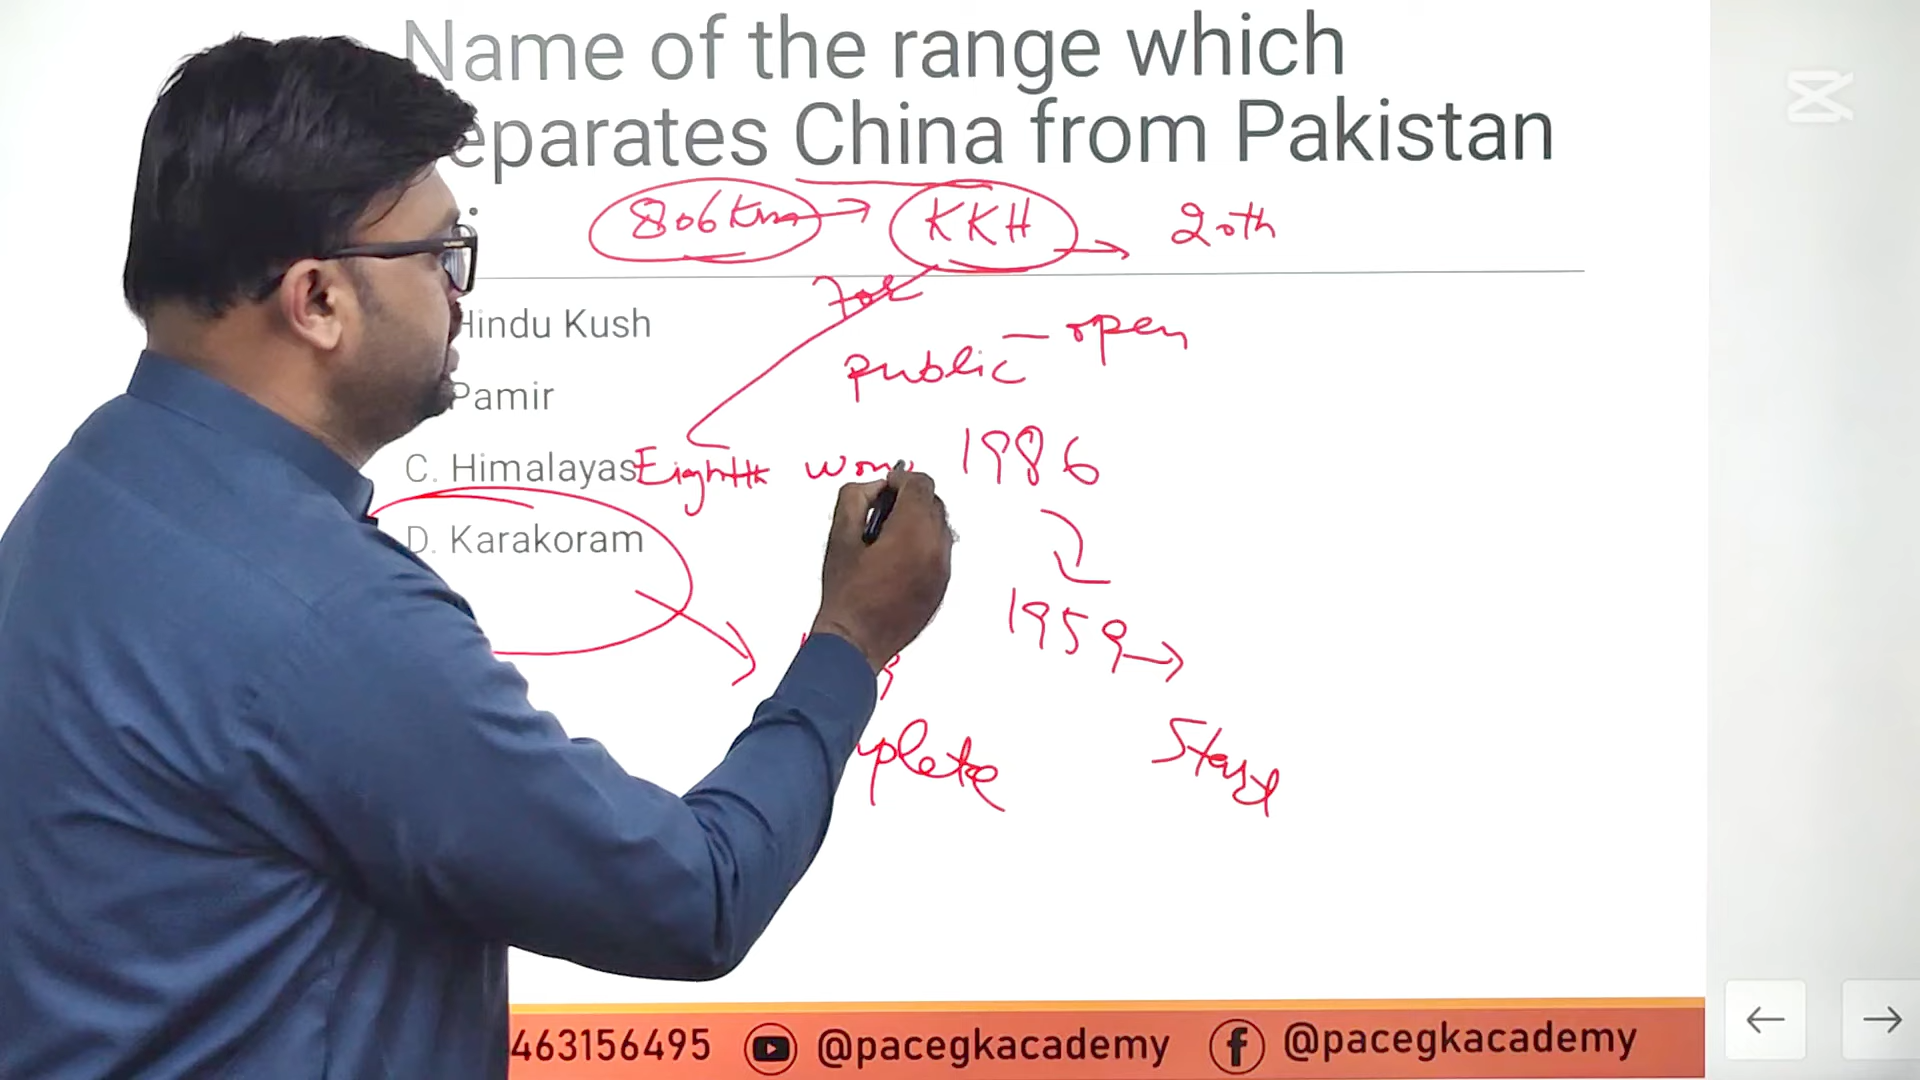 Name of the range which
eparates China from Pakistan
806 Km KKH 20th
For
Hindu Kush
public open
Pamir
C. Himalayas Eighth won 1986
D. Karakoram
1959
plete Start
463156495 @pacegkacademy @pacegkacademy